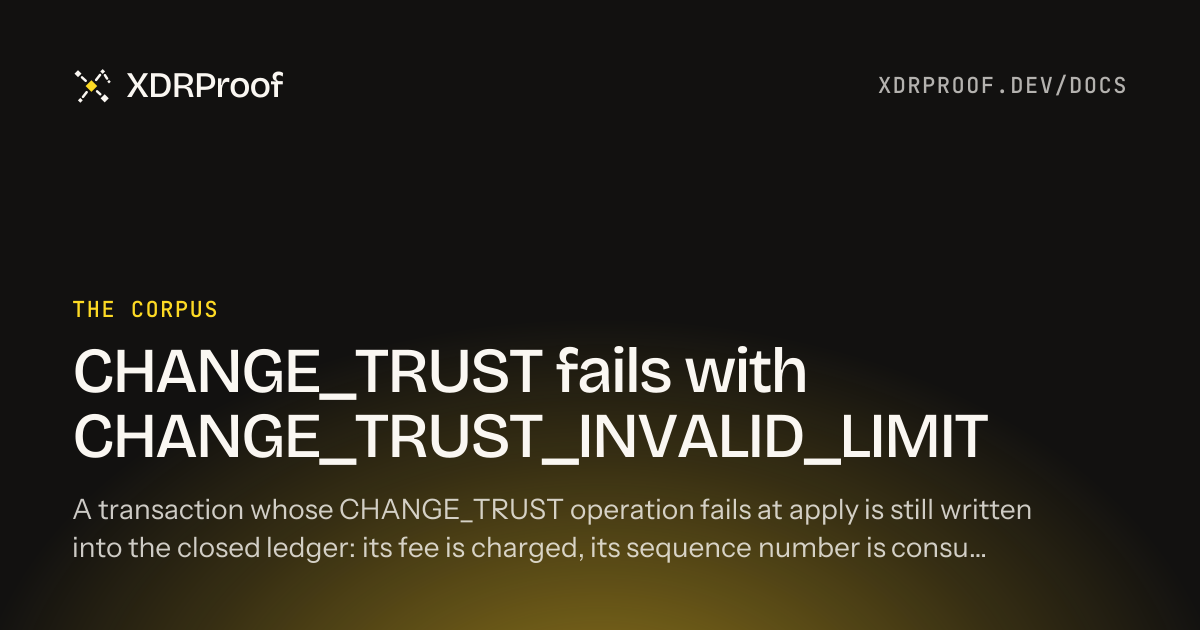 XDRProof
XDRPROOF.DEV/DOCS
THE CORPUS
CHANGE_TRUST fails with
CHANGE_TRUST_INVALID_LIMIT
A transaction whose CHANGE_TRUST operation fails at apply is still written
into the closed ledger: its fee is charged, its sequence number is consu...